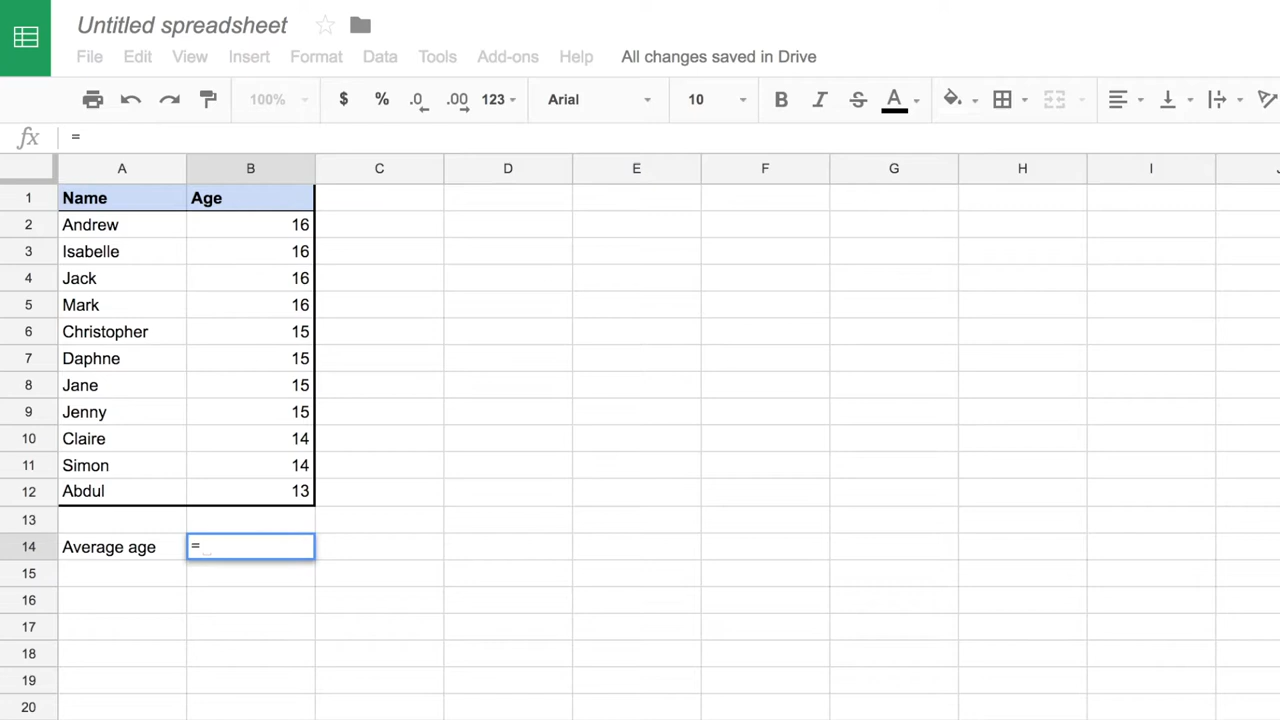 Untitled spreadsheet
File Edit View Insert Format Data Tools Add-ons Help All changes saved in Drive
100% $ % .0 .00 123 Arial 10 B I S A
fx =
A B C D E F G H I J
1 Name Age
2 Andrew 16
3 Isabelle 16
4 Jack 16
5 Mark 16
6 Christopher 15
7 Daphne 15
8 Jane 15
9 Jenny 15
10 Claire 14
11 Simon 14
12 Abdul 13
13
14 Average age =
15
16
17
18
19
20